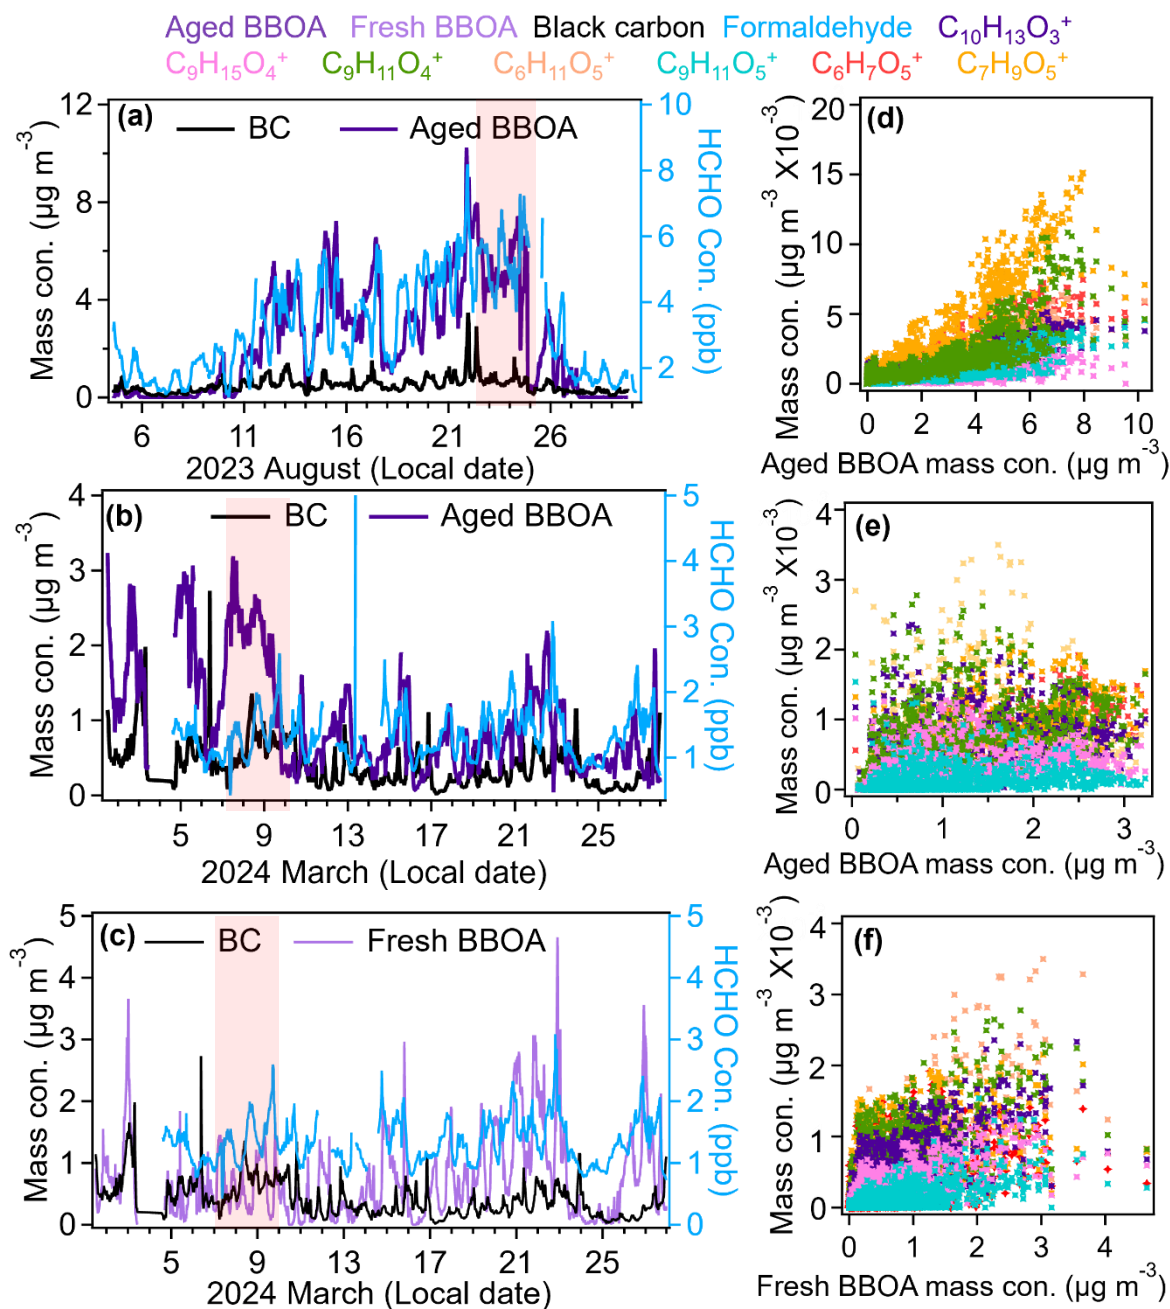 Aged BBOA Fresh BBOA Black carbon Formaldehyde C10H13O3+
C9H15O4+ C9H11O4+ C6H11O5+ C9H11O5+ C6H7O5+ C7H9O5+
(a)
BC Aged BBOA
Mass con. (µg m-3)
12
8
4
0
HCHO Con. (ppb)
10
8
6
4
2
6 11 16 21 26
2023 August (Local date)
(d)
Mass con. (µg m-3 X10-3)
20
15
10
5
0
0 2 4 6 8 10
Aged BBOA mass con. (µg m-3)
(b)
BC Aged BBOA
Mass con. (µg m-3)
4
3
2
1
0
HCHO Con. (ppb)
5
4
3
2
1
5 9 13 17 21 25
2024 March (Local date)
(e)
Mass con. (µg m-3 X10-3)
4
3
2
1
0
0 1 2 3
Aged BBOA mass con. (µg m-3)
(c)
BC Fresh BBOA
Mass con. (µg m-3)
5
4
3
2
1
0
HCHO Con. (ppb)
5
4
3
2
1
0
5 9 13 17 21 25
2024 March (Local date)
(f)
Mass con. (µg m-3 X10-3)
4
3
2
1
0
0 1 2 3 4
Fresh BBOA mass con. (µg m-3)